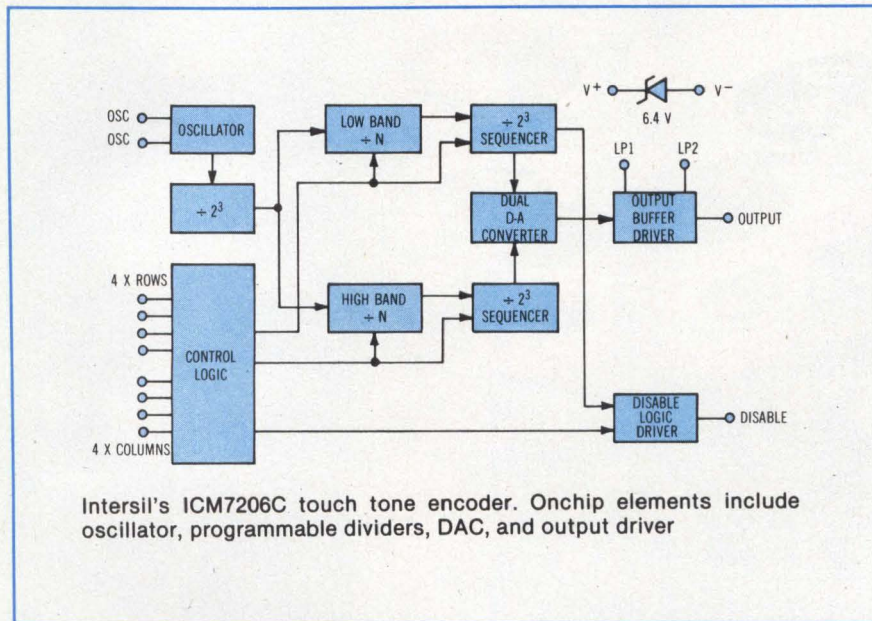 OSC
OSC
OSCILLATOR
÷ 2³
LOW BAND
÷ N
÷ 2³
SEQUENCER
V+
V−
6.4 V
LP1
LP2
DUAL
D-A
CONVERTER
OUTPUT
BUFFER
DRIVER
OUTPUT
4 X ROWS
CONTROL
LOGIC
4 X COLUMNS
HIGH BAND
÷ N
÷ 2³
SEQUENCER
DISABLE
LOGIC
DRIVER
DISABLE
Intersil's ICM7206C touch tone encoder. Onchip elements include
oscillator, programmable dividers, DAC, and output driver